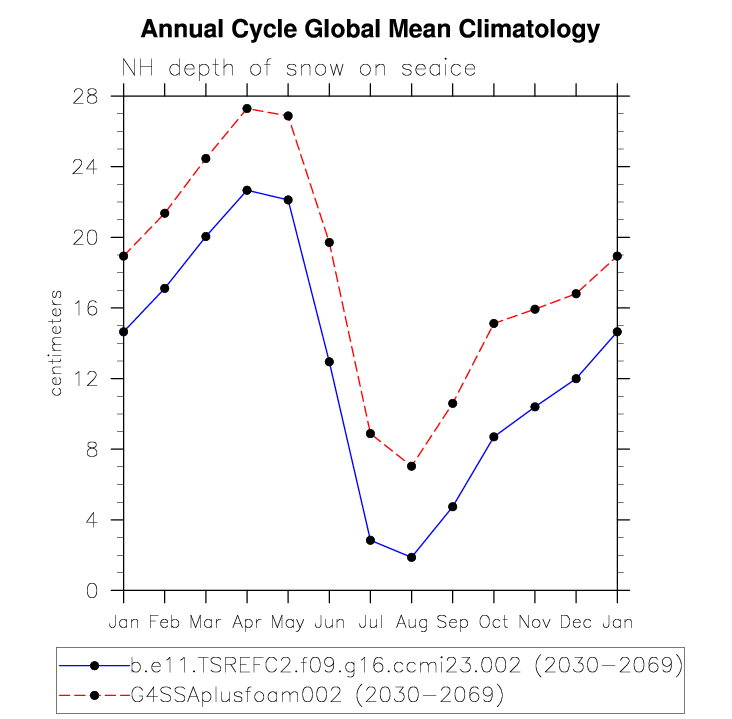 Annual Cycle Global Mean Climatology
NH depth of snow on seaice
28
24
20
16
12
8
4
0
centimeters
Jan Feb Mar Apr May Jun Jul Aug Sep Oct Nov Dec Jan
b.e11.TSREFC2.f09.g16.ccmi23.002 (2030-2069)
G4SSAplusfoam002 (2030-2069)